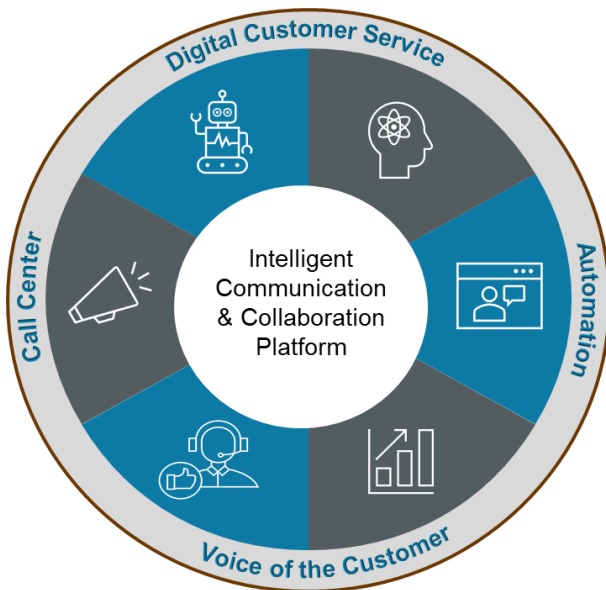 Digital Customer Service
Call Center
Intelligent
Communication
& Collaboration
Platform
Automation
Voice of the Customer